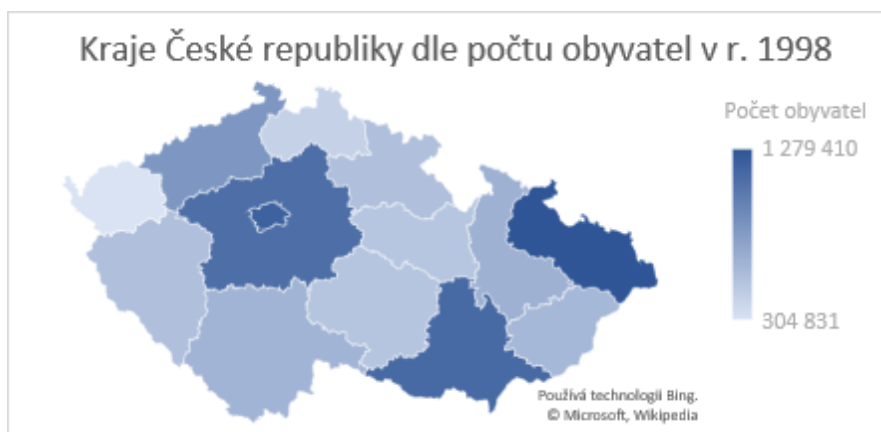 Kraje České republiky dle počtu obyvatel v r. 1998
Počet obyvatel
1 279 410
304 831
Používá technologii Bing.
© Microsoft, Wikipedia